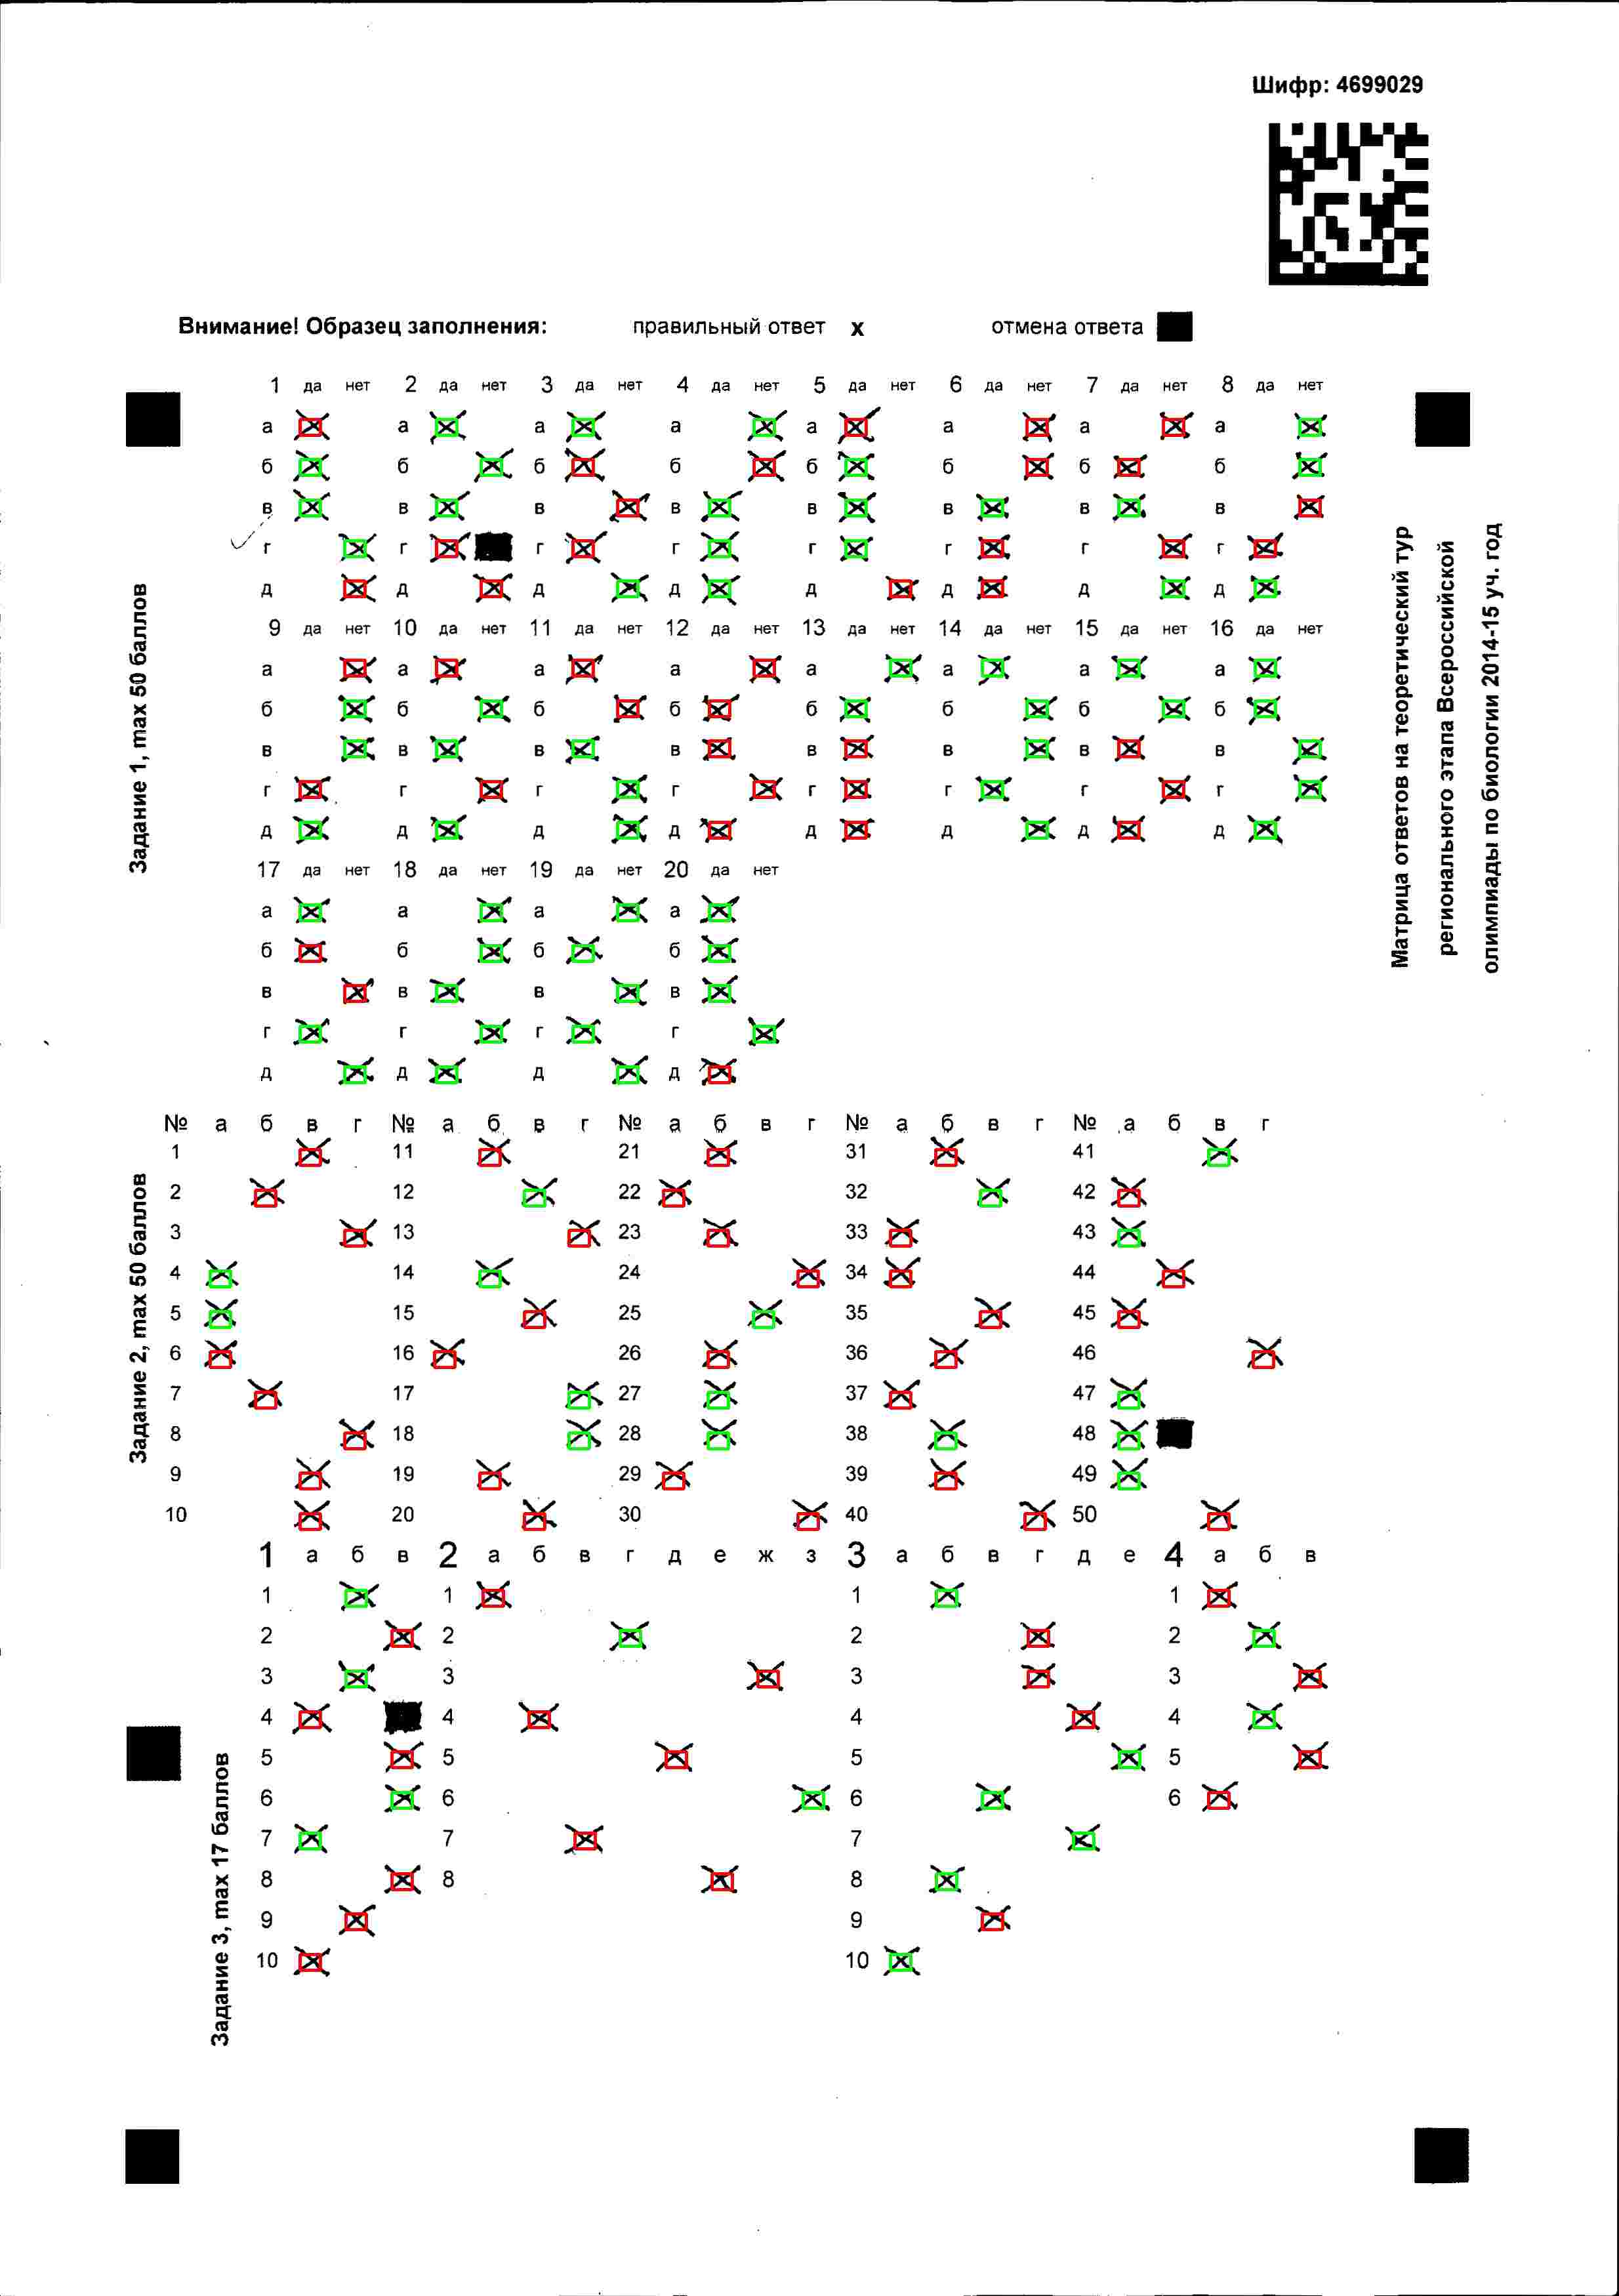 Шифр: 4699029
Внимание! Образец заполнения: правильный ответ x отмена ответа
Задание 1, max 50 баллов
1 да нет 2 да нет 3 да нет 4 да нет 5 да нет 6 да нет 7 да нет 8 да нет
а а а а а а а а
б б б б б б б б
в в в в в в в в
г г г г г г г г
д д д д д д д д
9 да нет 10 да нет 11 да нет 12 да нет 13 да нет 14 да нет 15 да нет 16 да нет
а а а а а а а а
б б б б б б б б
в в в в в в в в
г г г г г г г г
д д д д д д д д
17 да нет 18 да нет 19 да нет 20 да нет
а а а а
б б б б
в в в в
г г г г
д д д д
Матрица ответов на теоретический тур
регионального этапа Всероссийской
олимпиады по биологии 2014-15 уч. год
Задание 2, max 50 баллов
№ а б в г № а б в г № а б в г № а б в г № а б в г
1 11 21 31 41
2 12 22 32 42
3 13 23 33 43
4 14 24 34 44
5 15 25 35 45
6 16 26 36 46
7 17 27 37 47
8 18 28 38 48
9 19 29 39 49
10 20 30 40 50
Задание 3, max 17 баллов
1 а б в 2 а б в г д е ж з 3 а б в г д е 4 а б в
1 1 1 1
2 2 2 2
3 3 3 3
4 4 4 4
5 5 5 5
6 6 6 6
7 7 7
8 8 8
9 9
10 10